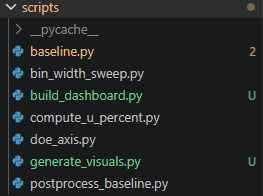 scripts
__pycache__
baseline.py 2
bin_width_sweep.py
build_dashboard.py U
compute_u_percent.py
doe_axis.py
generate_visuals.py U
postprocess_baseline.py